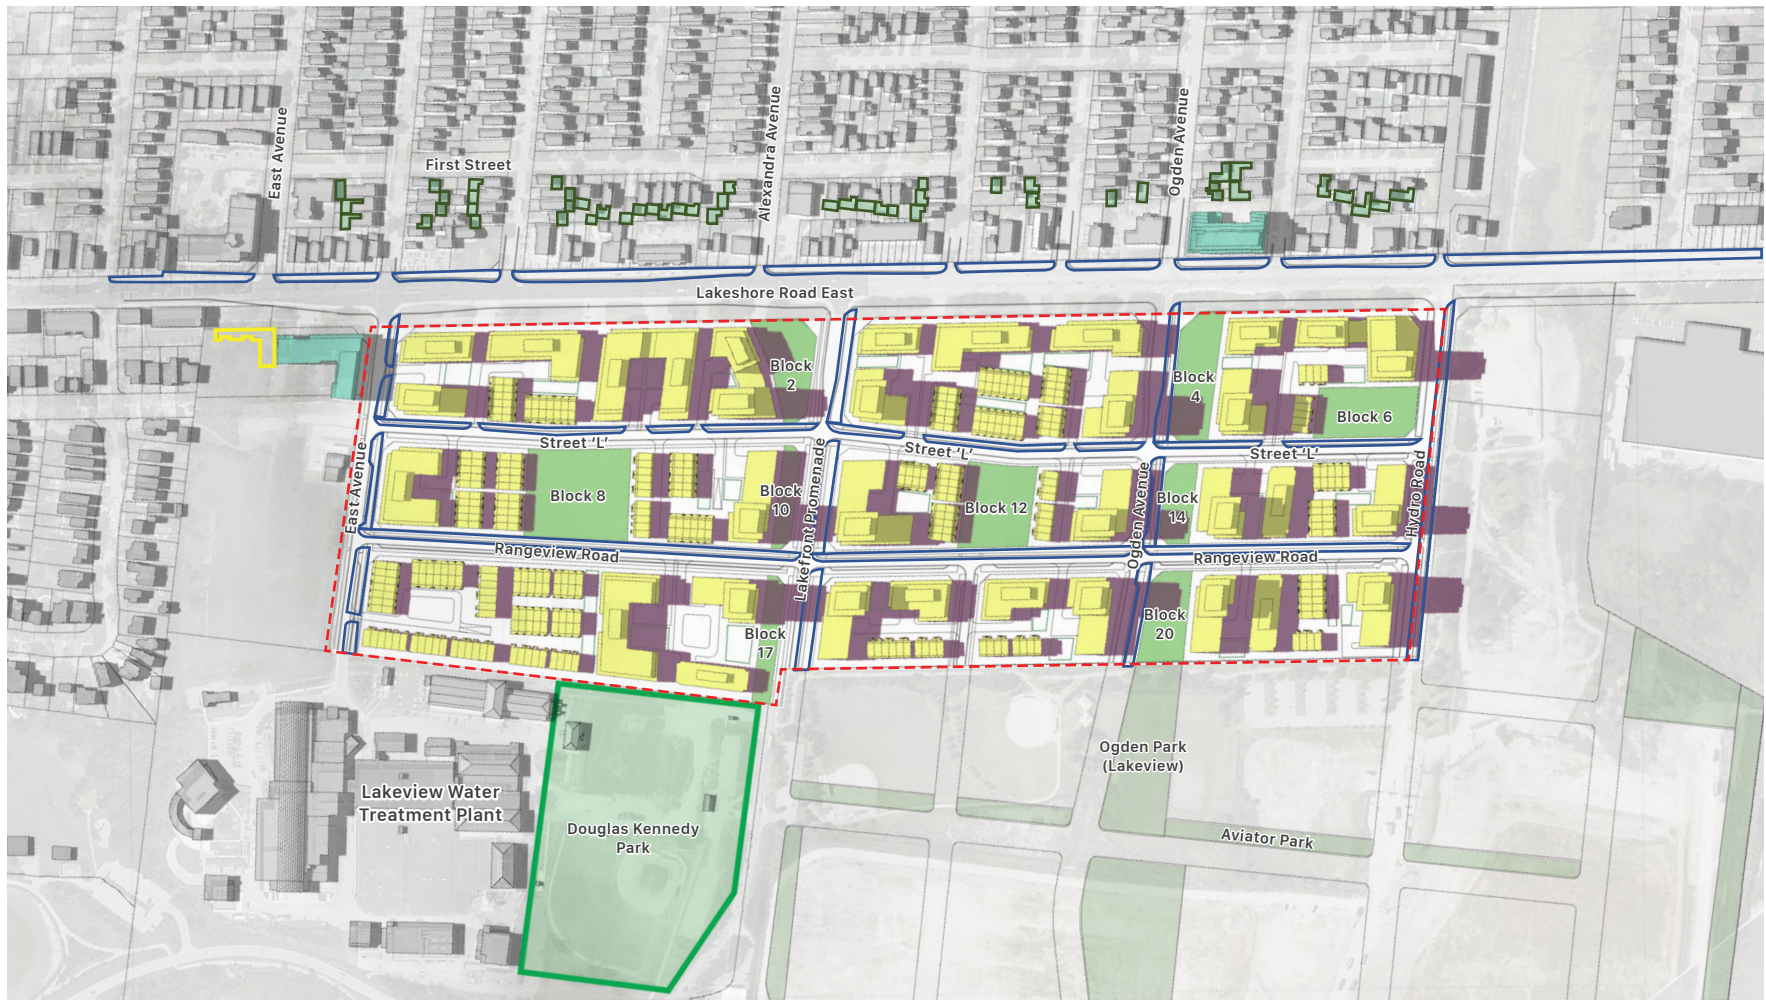 East Avenue
First Street
Alexandra Avenue
Ogden Avenue
Lakeshore Road East
Block
2
Block
4
Block 6
Street ‘L’
Street ‘L’
Street ‘L’
East Avenue
Block 8
Block
10
Lakefront Promenade
Block 12
Ogden Avenue
Block
14
Hydro Road
Rangeview Road
Rangeview Road
Block
17
Block
20
Ogden Park
(Lakeview)
Lakeview Water
Treatment Plant
Douglas Kennedy
Park
Aviator Park